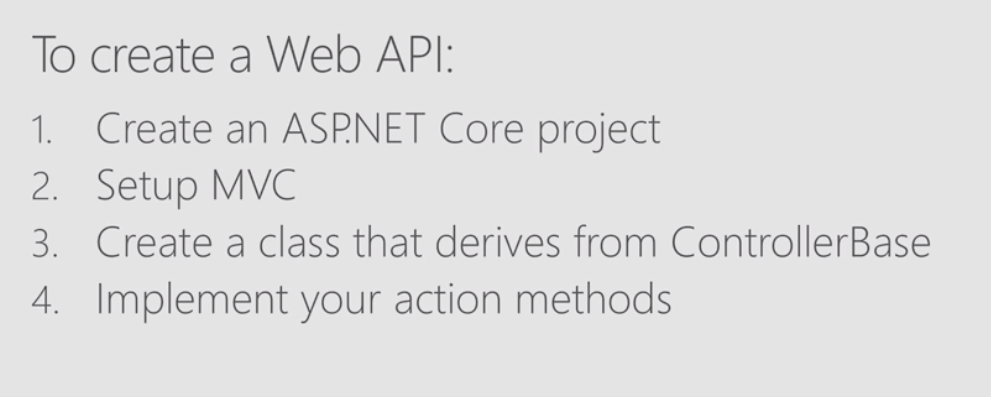 To create a Web API:
1. Create an ASP.NET Core project
2. Setup MVC
3. Create a class that derives from ControllerBase
4. Implement your action methods